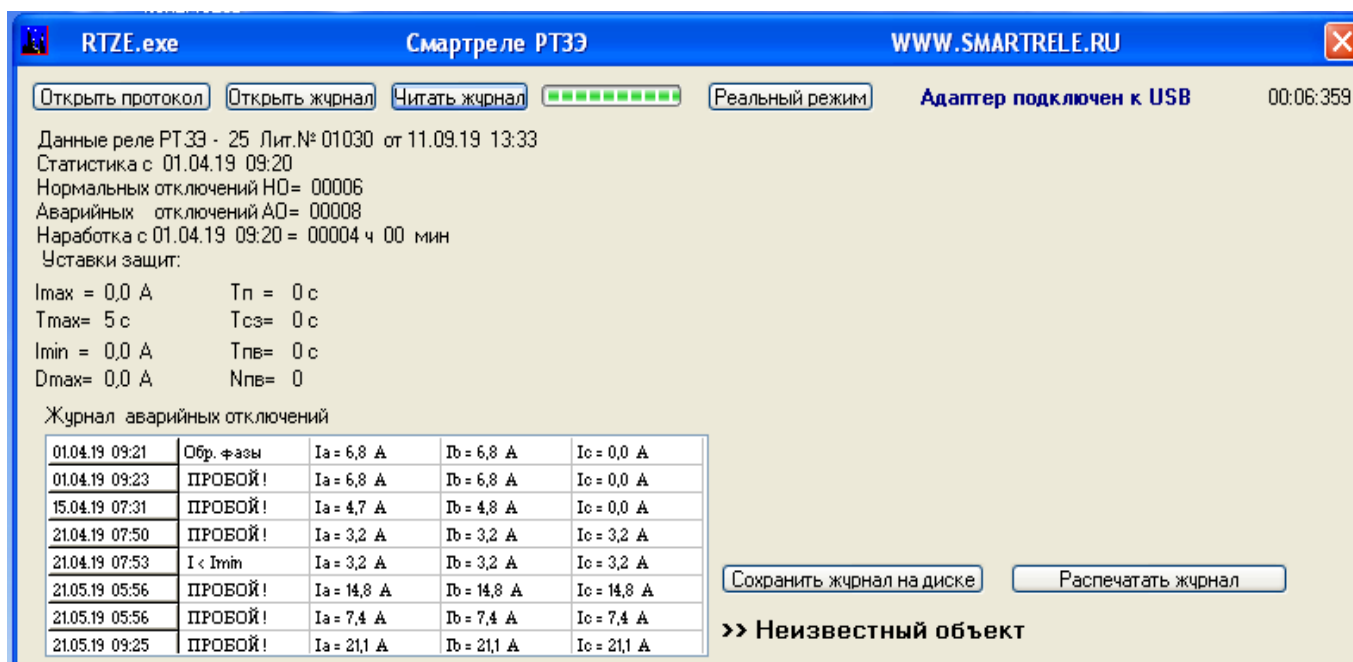 RTZE.exe Смартреле РТЗЭ WWW.SMARTRELE.RU
Открыть протокол Открыть журнал Читать журнал Реальный режим Адаптер подключен к USB 00:06:359
Данные реле РТЗЭ - 25 Лит.№ 01030 от 11.09.19 13:33
Статистика с 01.04.19 09:20
Нормальных отключений НО= 00006
Аварийных отключений АО= 00008
Наработка с 01.04.19 09:20 = 00004 ч 00 мин
Уставки защит:
Imax = 0,0 А Тп = 0 с
Tmax= 5 с Тсз= 0 с
Imin = 0,0 А Тпв= 0 с
Dmax= 0,0 А Nпв= 0
Журнал аварийных отключений
01.04.19 09:21 Обр. фазы Ia = 6,8 А Ib = 6,8 А Ic = 0,0 А
01.04.19 09:23 ПРОБОЙ! Ia = 6,8 А Ib = 6,8 А Ic = 0,0 А
15.04.19 07:31 ПРОБОЙ! Ia = 4,7 А Ib = 4,8 А Ic = 0,0 А
21.04.19 07:50 ПРОБОЙ! Ia = 3,2 А Ib = 3,2 А Ic = 3,2 А
21.04.19 07:53 I < Imin Ia = 3,2 А Ib = 3,2 А Ic = 3,2 А
21.05.19 05:56 ПРОБОЙ! Ia = 14,8 А Ib = 14,8 А Ic = 14,8 А
21.05.19 05:56 ПРОБОЙ! Ia = 7,4 А Ib = 7,4 А Ic = 7,4 А
21.05.19 09:25 ПРОБОЙ! Ia = 21,1 А Ib = 21,1 А Ic = 21,1 А
Сохранить журнал на диске Распечатать журнал
>> Неизвестный объект